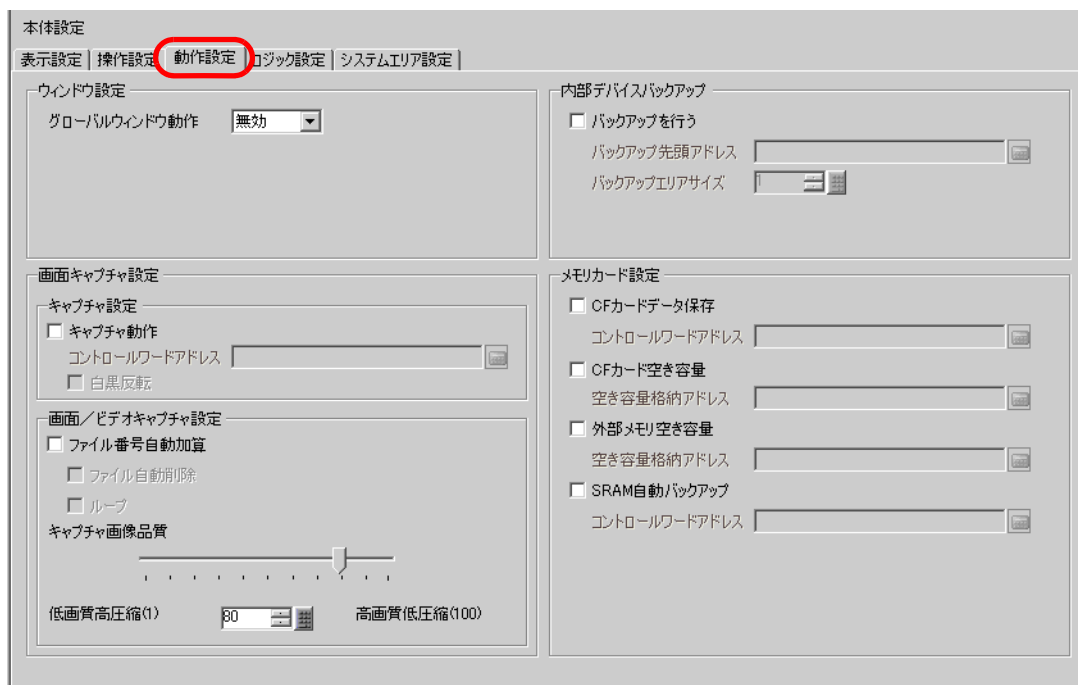 本体設定
表示設定 操作設定 動作設定 ロジック設定 システムエリア設定
ウィンドウ設定
グローバルウィンドウ動作 無効
内部デバイスバックアップ
バックアップを行う
バックアップ先頭アドレス
バックアップエリアサイズ 1
画面キャプチャ設定
キャプチャ設定
キャプチャ動作
コントロールワードアドレス
白黒反転
画面／ビデオキャプチャ設定
ファイル番号自動加算
ファイル自動削除
ループ
キャプチャ画像品質
低画質高圧縮(1) 80 高画質低圧縮(100)
メモリカード設定
CFカードデータ保存
コントロールワードアドレス
CFカード空き容量
空き容量格納アドレス
外部メモリ空き容量
空き容量格納アドレス
SRAM自動バックアップ
コントロールワードアドレス